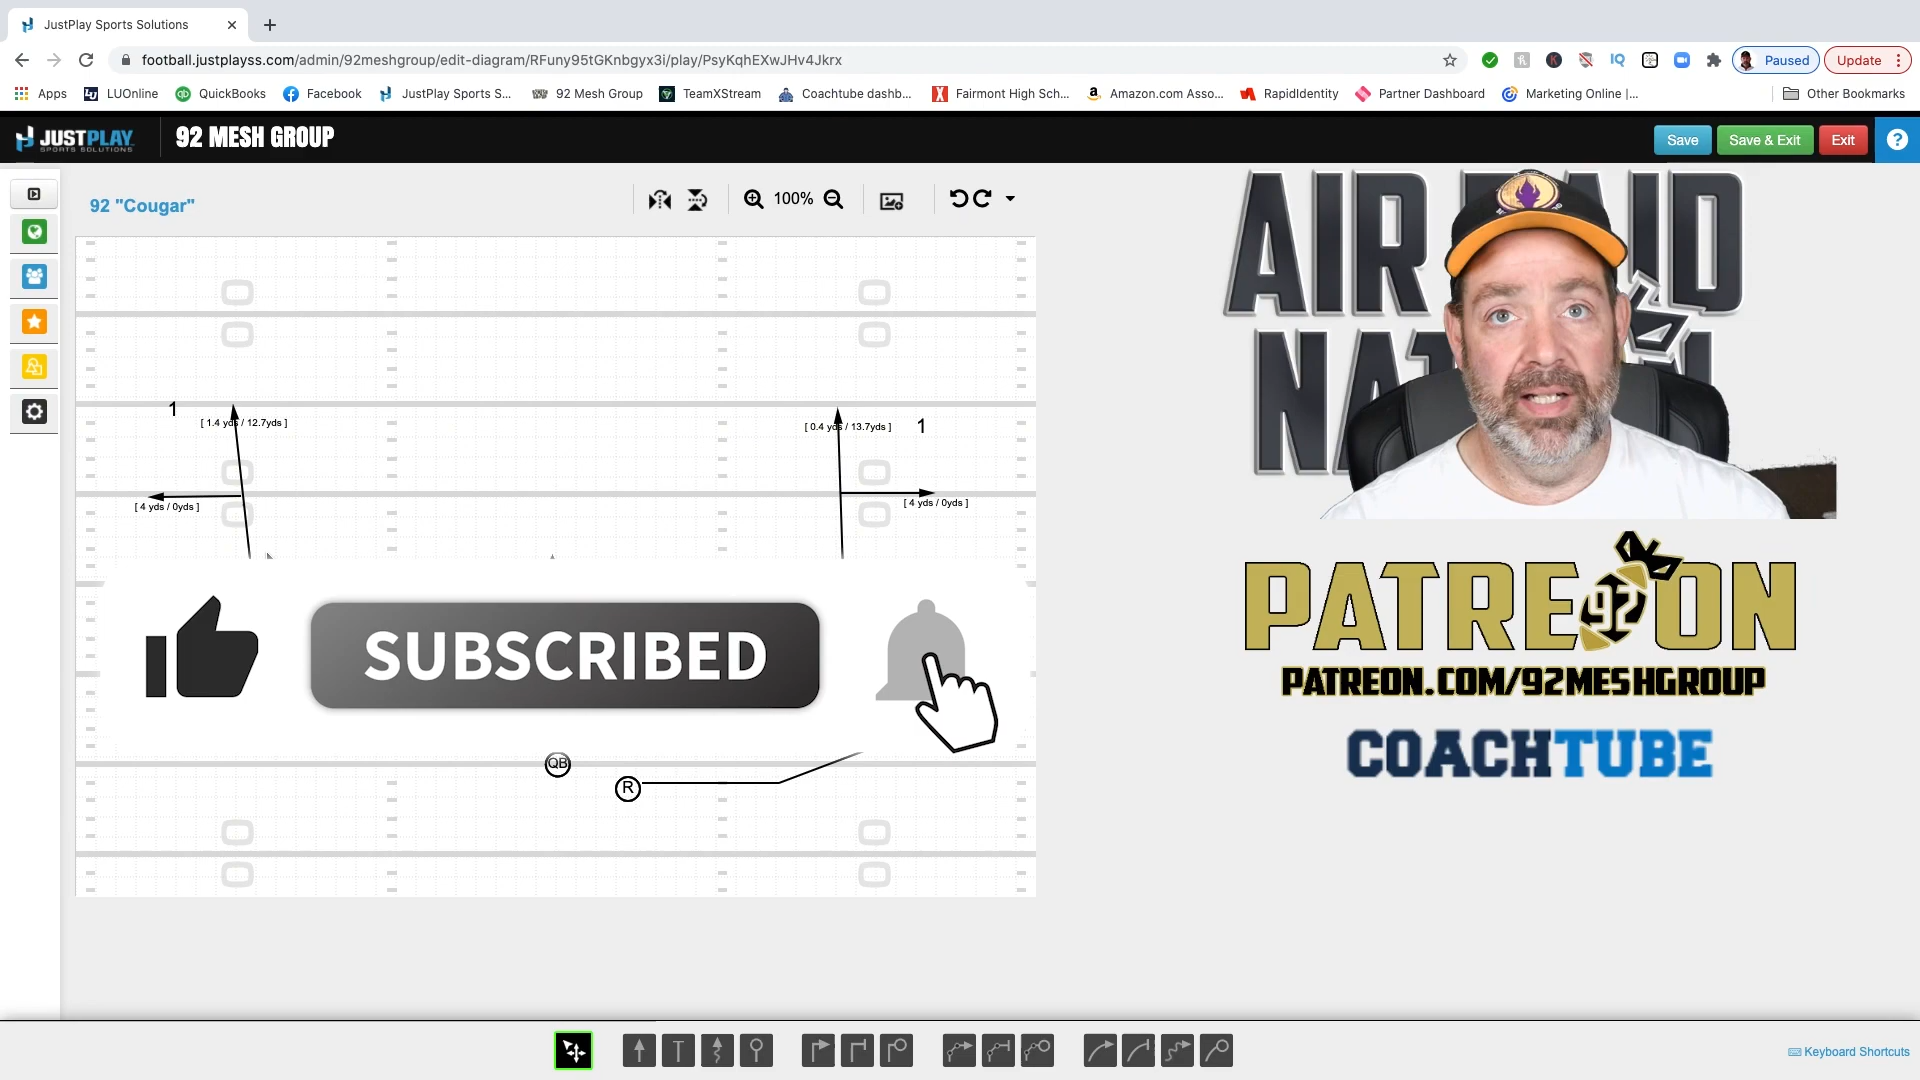 JustPlay Sports Solutions
football.justplayss.com/admin/92meshgroup/edit-diagram/RFuny95tGKnbgyx3i/play/PsyKqhEXwJHv4Jkrx
Paused
Update
Apps
LUOnline
QuickBooks
Facebook
JustPlay Sports S...
92 Mesh Group
TeamXStream
Coachtube dashb...
Fairmont High Sch...
Amazon.com Asso...
RapidIdentity
Partner Dashboard
Marketing Online |...
Other Bookmarks
JUSTPLAY
SPORTS SOLUTIONS
92 MESH GROUP
Save
Save & Exit
Exit
?
92 "Cougar"
100%
1
[ 1.4 yds / 12.7yds ]
[ 0.4 yds / 13.7yds ]
1
[ 4 yds / 0yds ]
[ 4 yds / 0yds ]
SUBSCRIBED
QB
R
AIR RAID
NATION
PATREON
92
PATREON.COM/92MESHGROUP
COACHTUBE
Keyboard Shortcuts